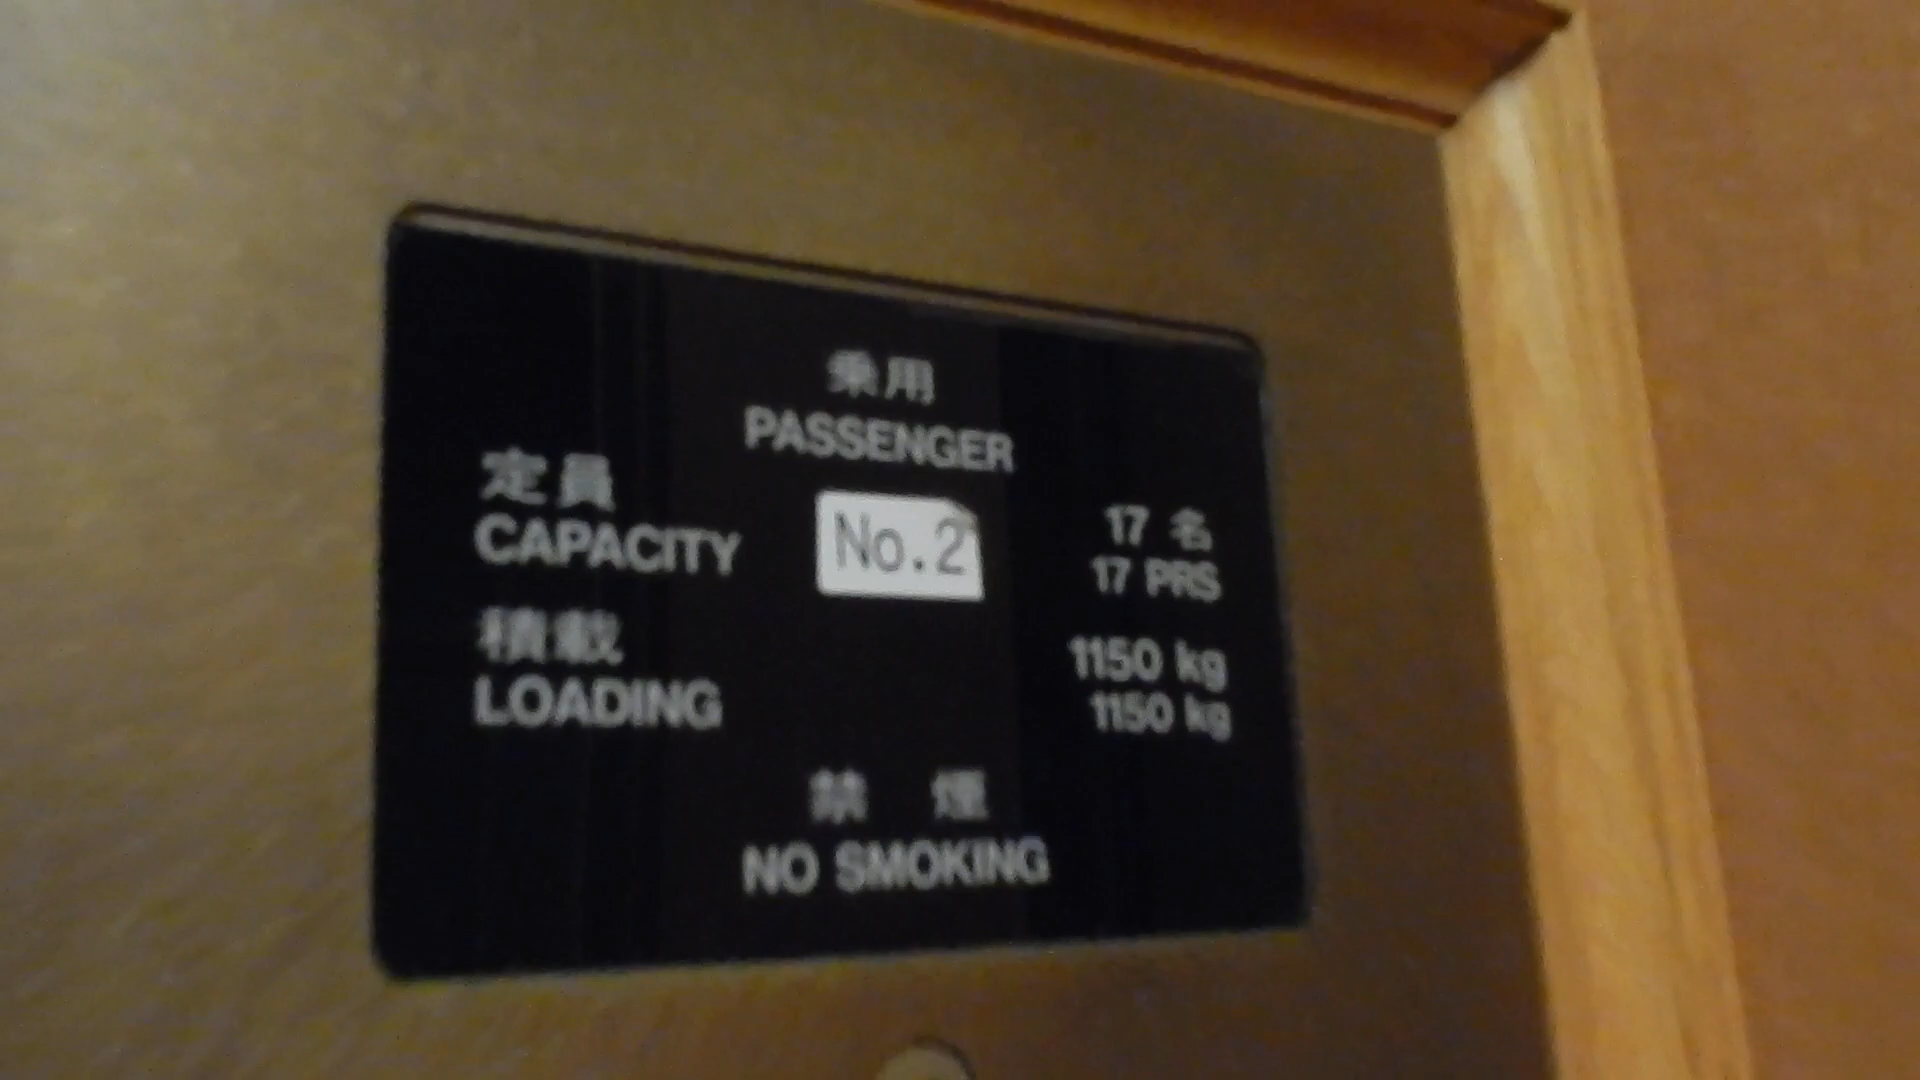 乗用
PASSENGER
定員
CAPACITY
No.2
17 名
17 PRS
積載
LOADING
1150 kg
1150 kg
禁 煙
NO SMOKING